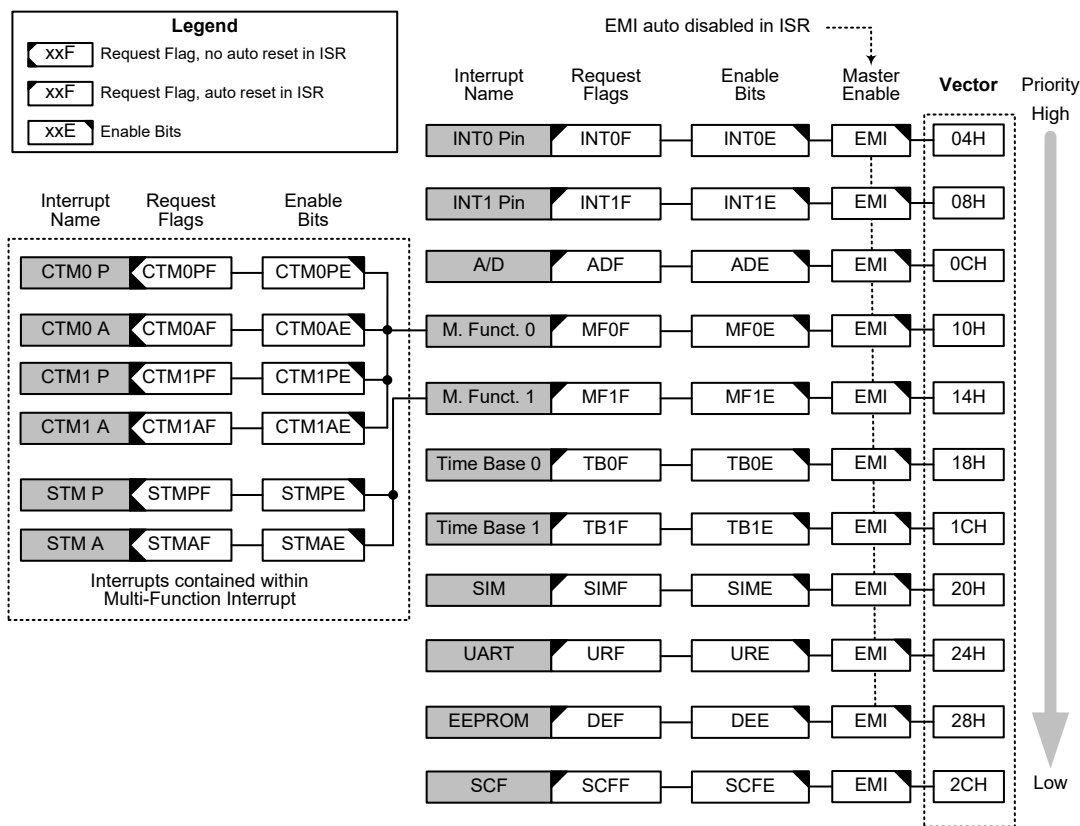 Legend
xxF Request Flag, no auto reset in ISR
xxF Request Flag, auto reset in ISR
xxE Enable Bits
EMI auto disabled in ISR
Interrupt Name Request Flags Enable Bits Master Enable Vector Priority
High
INT0 Pin INT0F INT0E EMI 04H
INT1 Pin INT1F INT1E EMI 08H
A/D ADF ADE EMI 0CH
M. Funct. 0 MF0F MF0E EMI 10H
M. Funct. 1 MF1F MF1E EMI 14H
Time Base 0 TB0F TB0E EMI 18H
Time Base 1 TB1F TB1E EMI 1CH
SIM SIMF SIME EMI 20H
UART URF URE EMI 24H
EEPROM DEF DEE EMI 28H
SCF SCFF SCFE EMI 2CH
Low
Interrupt Name Request Flags Enable Bits
CTM0 P CTM0PF CTM0PE
CTM0 A CTM0AF CTM0AE
CTM1 P CTM1PF CTM1PE
CTM1 A CTM1AF CTM1AE
STM P STMPF STMPE
STM A STMAF STMAE
Interrupts contained within
Multi-Function Interrupt